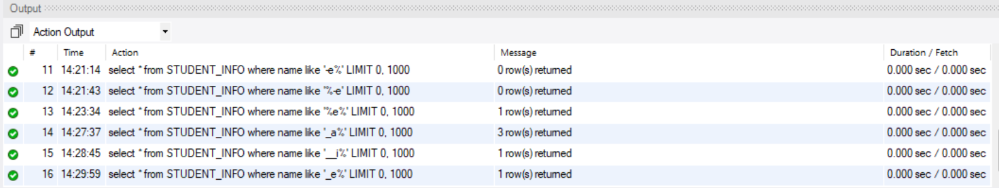 Output
Action Output
# Time Action Message Duration / Fetch
11 14:21:14 select * from STUDENT_INFO where name like '-e%' LIMIT 0, 1000 0 row(s) returned 0.000 sec / 0.000 sec
12 14:21:43 select * from STUDENT_INFO where name like '%-e' LIMIT 0, 1000 0 row(s) returned 0.000 sec / 0.000 sec
13 14:23:34 select * from STUDENT_INFO where name like '%e%' LIMIT 0, 1000 1 row(s) returned 0.000 sec / 0.000 sec
14 14:27:37 select * from STUDENT_INFO where name like '_a%' LIMIT 0, 1000 3 row(s) returned 0.000 sec / 0.000 sec
15 14:28:45 select * from STUDENT_INFO where name like '__i%' LIMIT 0, 1000 1 row(s) returned 0.000 sec / 0.000 sec
16 14:29:59 select * from STUDENT_INFO where name like '_e%' LIMIT 0, 1000 1 row(s) returned 0.000 sec / 0.000 sec